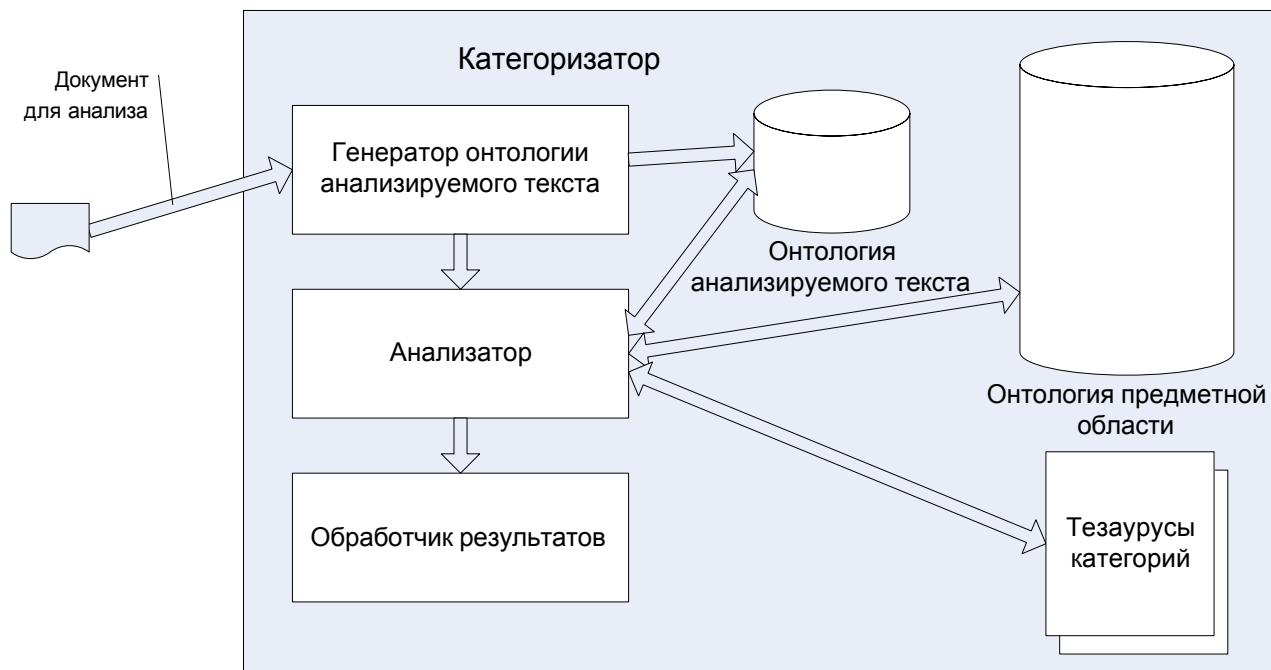 Категоризатор
Документ
для анализа
Генератор онтологии
анализируемого текста
Онтология
анализируемого текста
Анализатор
Онтология предметной
области
Обработчик результатов
Тезаурусы
категорий